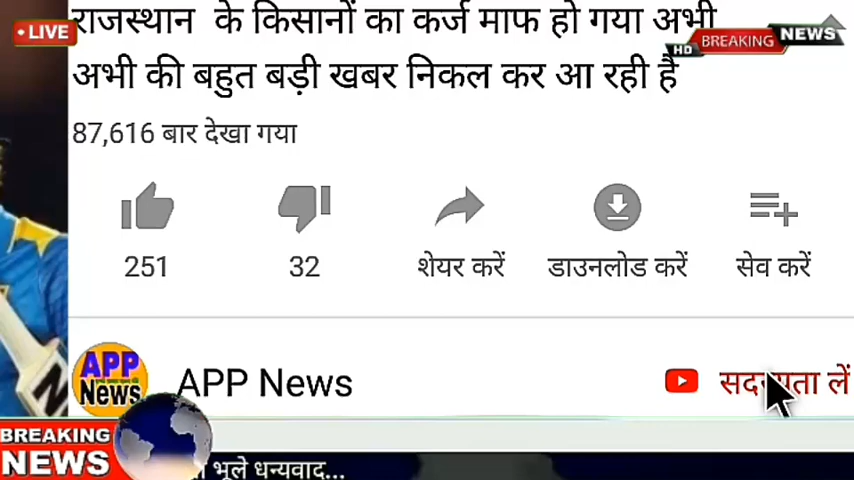 • LIVE
राजस्थान के किसानों का कर्ज माफ हो गया अभी
HD BREAKING NEWS
अभी की बहुत बड़ी खबर निकल कर आ रही है
87,616 बार देखा गया
251
32
शेयर करें
डाउनलोड करें
सेव करें
APP
News
APP News
लें
BREAKING
NEWS
भूले धन्यवाद...